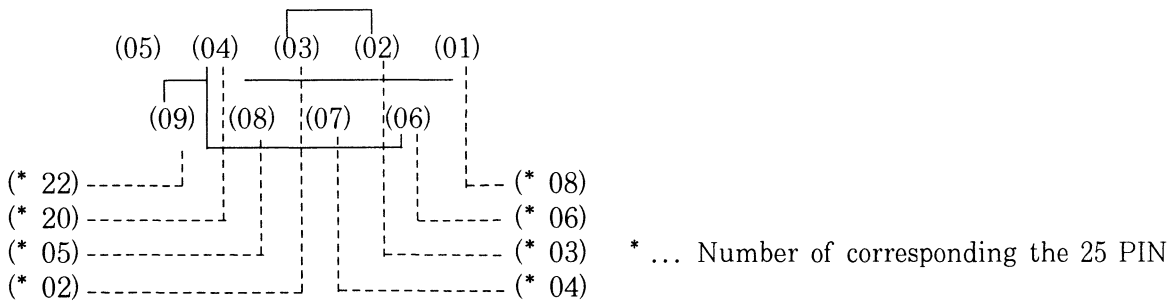 (05) (04) (03) (02) (01)
(09) (08) (07) (06)
(* 22) (* 08)
(* 20) (* 06)
(* 05) (* 03) * ... Number of corresponding the 25 PIN
(* 02) (* 04)